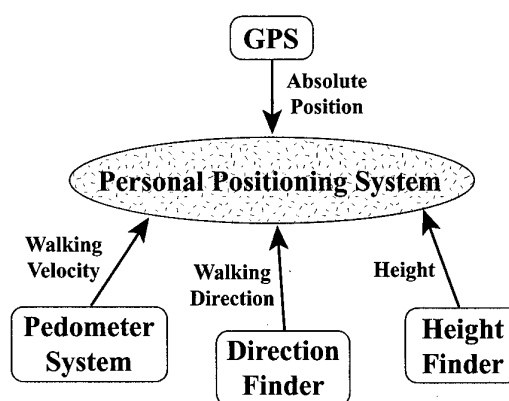 GPS
Absolute
Position
Personal Positioning System
Walking
Velocity
Walking
Direction
Height
Pedometer
System
Direction
Finder
Height
Finder